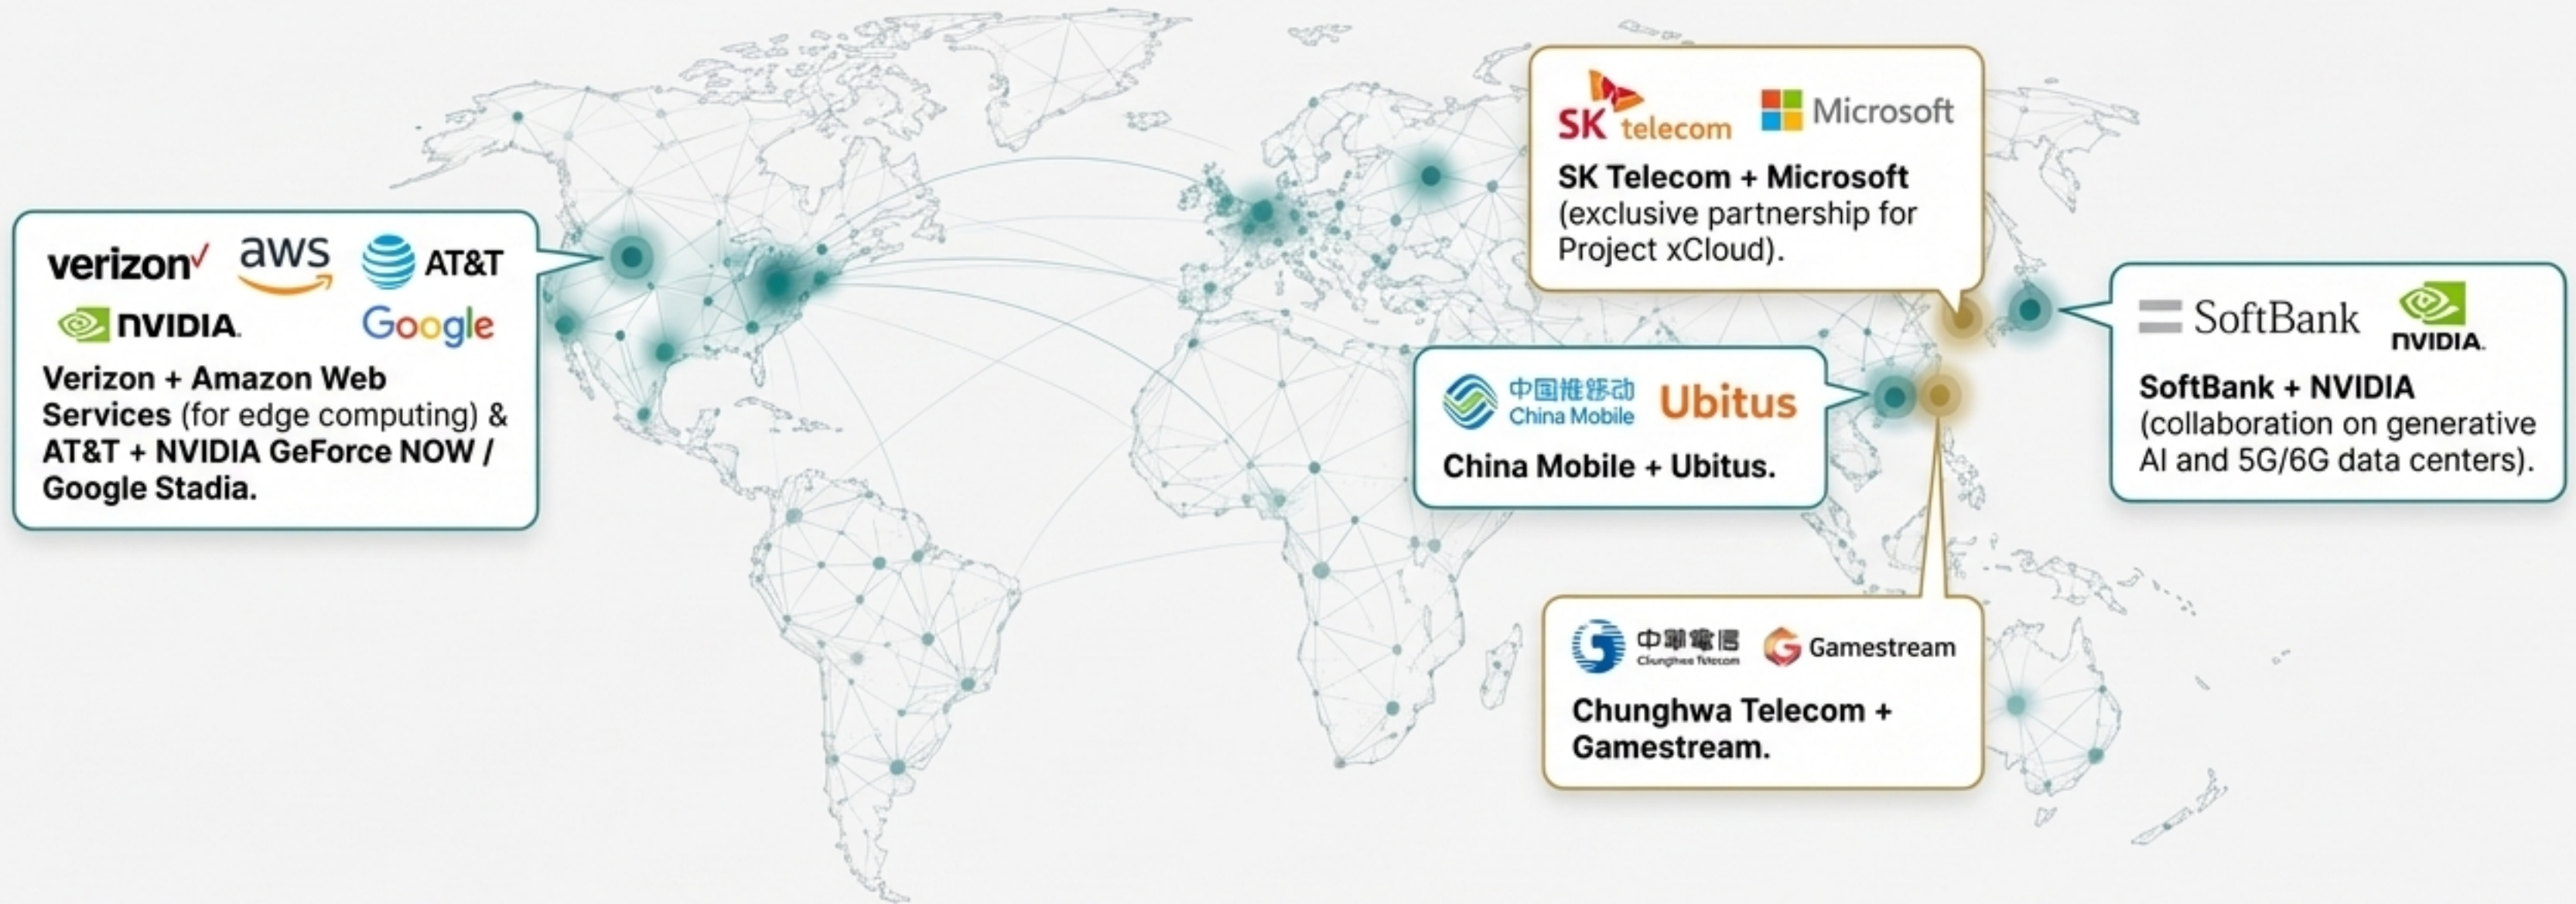 verizon aws AT&T
NVIDIA. Google
Verizon + Amazon Web
Services (for edge computing) &
AT&T + NVIDIA GeForce NOW /
Google Stadia.
SK telecom Microsoft
SK Telecom + Microsoft
(exclusive partnership for
Project xCloud).
中国
China Mobile
Ubitus
China Mobile + Ubitus.
SoftBank NVIDIA.
SoftBank + NVIDIA
(collaboration on generative
AI and 5G/6G data centers).
Gamestream
Chunghwa Telecom +
Gamestream.